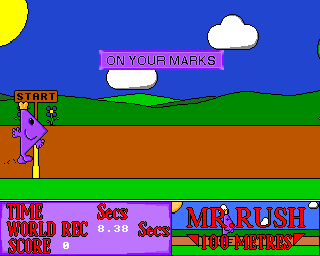 ON YOUR MARKS
START
TIME Secs
WORLD REC 8.38 Secs
SCORE 0
MR RUSH
100 METRES